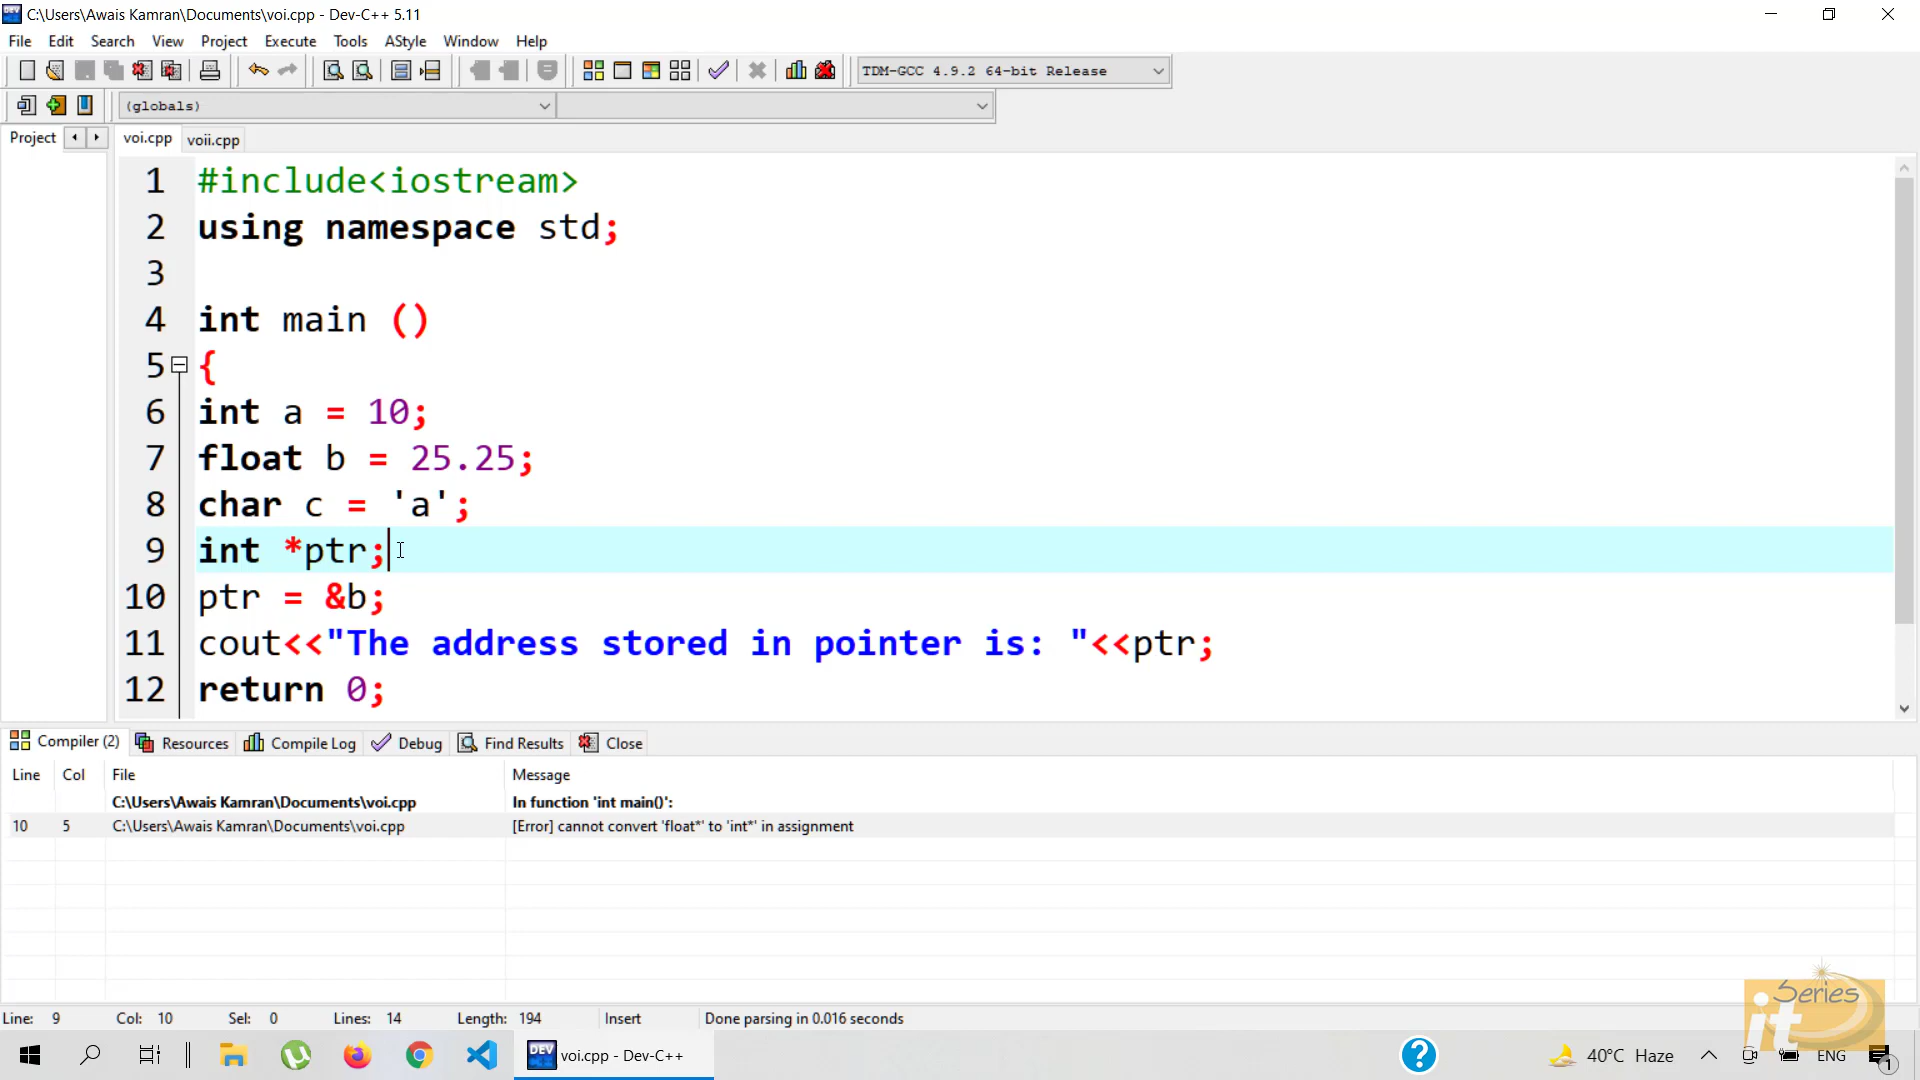 C:\Users\Awais Kamran\Documents\voi.cpp - Dev-C++ 5.11
File Edit Search View Project Execute Tools AStyle Window Help
TDM-GCC 4.9.2 64-bit Release
(globals)
Project voi.cpp voii.cpp
1 #include<iostream>
2 using namespace std;
3
4 int main ()
5 {
6 int a = 10;
7 float b = 25.25;
8 char c = 'a';
9 int *ptr;
10 ptr = &b;
11 cout<<"The address stored in pointer is: "<<ptr;
12 return 0;
Compiler (2) Resources Compile Log Debug Find Results Close
Line Col File Message
C:\Users\Awais Kamran\Documents\voi.cpp In function 'int main()':
10 5 C:\Users\Awais Kamran\Documents\voi.cpp [Error] cannot convert 'float*' to 'int*' in assignment
Line: 9 Col: 10 Sel: 0 Lines: 14 Length: 194 Insert Done parsing in 0.016 seconds
it Series
DEV voi.cpp - Dev-C++ ? 40°C Haze ENG 1